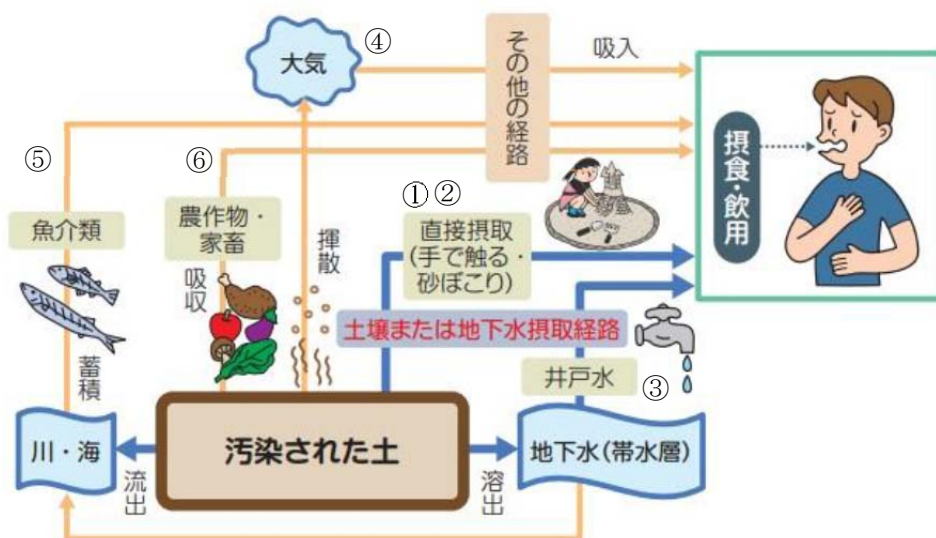 ④
大気
その他の経路
吸入
⑤
⑥
摂食・飲用
① ②
魚介類
農作物・
家畜
揮散
直接摂取
(手で触る・
砂ぼこり)
吸収
土壌または地下水摂取経路
蓄積
井戸水
③
川・海
汚染された土
地下水(帯水層)
流出
溶出